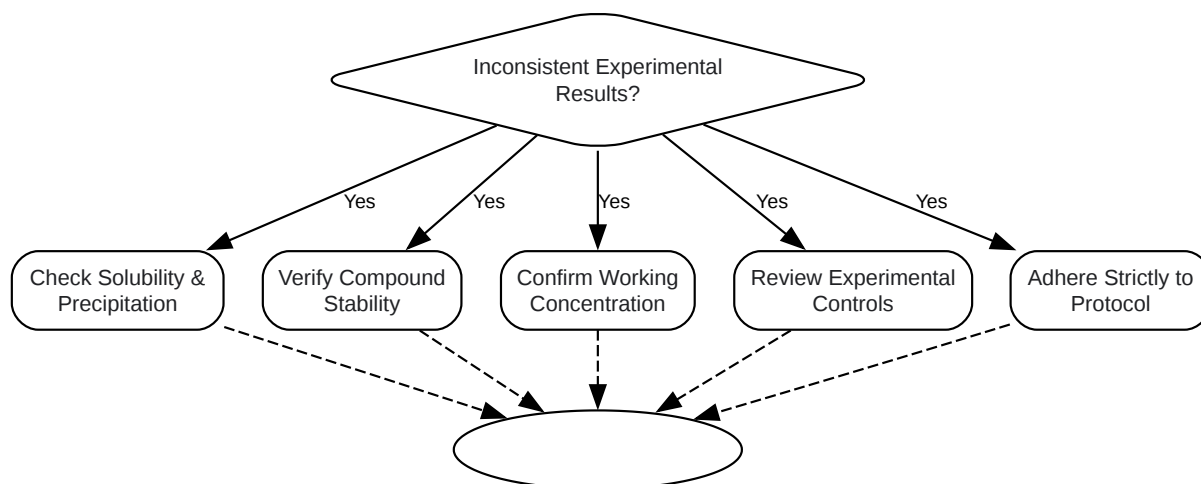 Inconsistent Experimental
Results?
Yes
Yes
Yes
Yes
Yes
Check Solubility &
Precipitation
Verify Compound
Stability
Confirm Working
Concentration
Review Experimental
Controls
Adhere Strictly to
Protocol